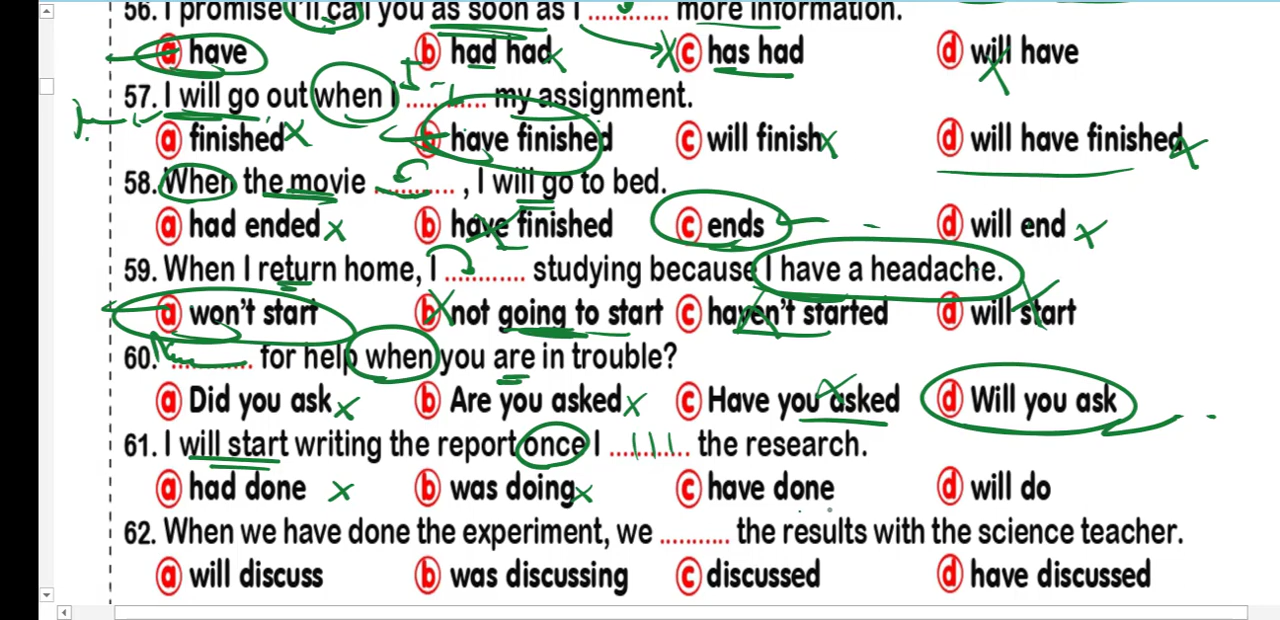 56. I promise I'll call you as soon as I ............ more information.
a have b had had c has had d will have
57. I will go out when I ............ my assignment.
a finished b have finished c will finish d will have finished
58. When the movie ............ , I will go to bed.
a had ended b have finished c ends d will end
59. When I return home, I ............ studying because I have a headache.
a won't start b not going to start c haven't started d will start
60. ............ for help when you are in trouble?
a Did you ask b Are you asked c Have you asked d Will you ask
61. I will start writing the report once I ............ the research.
a had done b was doing c have done d will do
62. When we have done the experiment, we ........... the results with the science teacher.
a will discuss b was discussing c discussed d have discussed